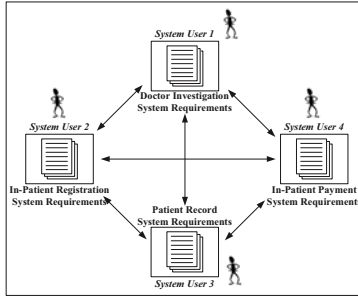 System User 1
Doctor Investigation
System Requirements
System User 2
In-Patient Registration
System Requirements
System User 4
In-Patient Payment
System Requirements
Patient Record
System Requirements
System User 3